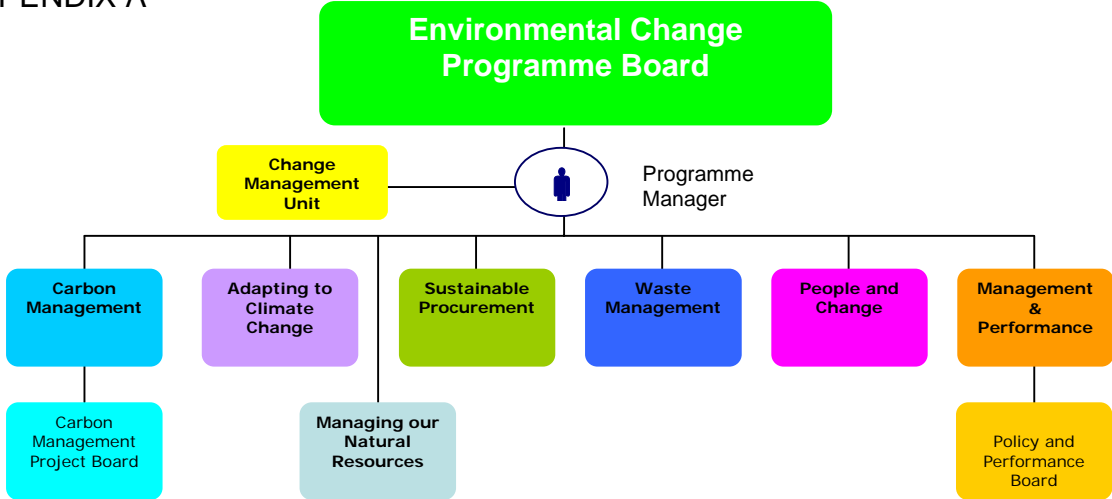 PENDIX A
Environmental Change
Programme Board
Change
Management
Unit
Programme
Manager
Carbon
Management
Adapting to
Climate
Change
Sustainable
Procurement
Waste
Management
People and
Change
Management
&
Performance
Carbon
Management
Project Board
Managing our
Natural
Resources
Policy and
Performance
Board